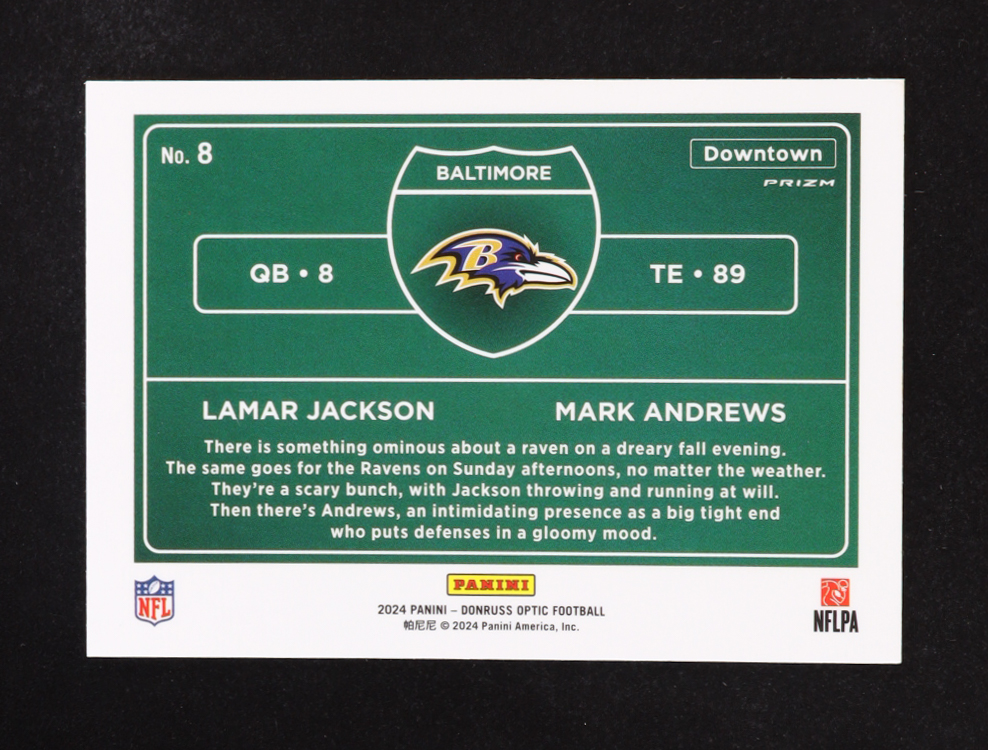 No. 8
Downtown
PRIZM
BALTIMORE
B
QB • 8
TE • 89
LAMAR JACKSON
MARK ANDREWS
There is something ominous about a raven on a dreary fall evening.
The same goes for the Ravens on Sunday afternoons, no matter the weather.
They're a scary bunch, with Jackson throwing and running at will.
Then there's Andrews, an intimidating presence as a big tight end
who puts defenses in a gloomy mood.
NFL
PANINI
2024 PANINI – DONRUSS OPTIC FOOTBALL
帕尼尼 © 2024 Panini America, Inc.
NFLPA